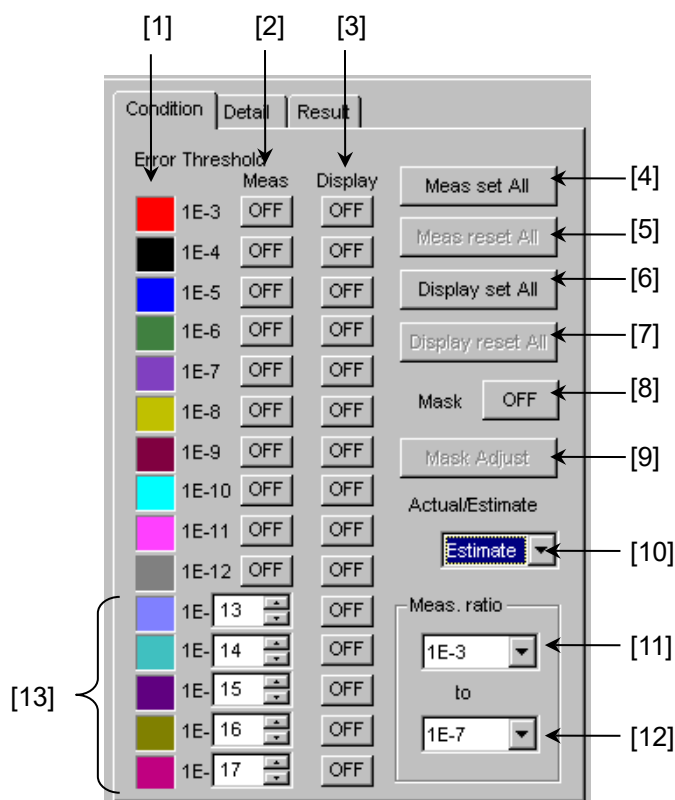 [1] [2] [3]
Condition Detail Result
Error Threshold
Meas Display
Meas set All [4]
1E-3 OFF OFF
Meas reset All [5]
1E-4 OFF OFF
Display set All [6]
1E-5 OFF OFF
1E-6 OFF OFF
Display reset All [7]
1E-7 OFF OFF
Mask OFF [8]
1E-8 OFF OFF
1E-9 OFF OFF
Mask Adjust [9]
1E-10 OFF OFF
Actual/Estimate
1E-11 OFF OFF
Estimate [10]
1E-12 OFF OFF
1E- 13 OFF
Meas. ratio
1E- 14 OFF
1E-3 [11]
[13]
1E- 15 OFF
to
1E- 16 OFF
1E-7 [12]
1E- 17 OFF